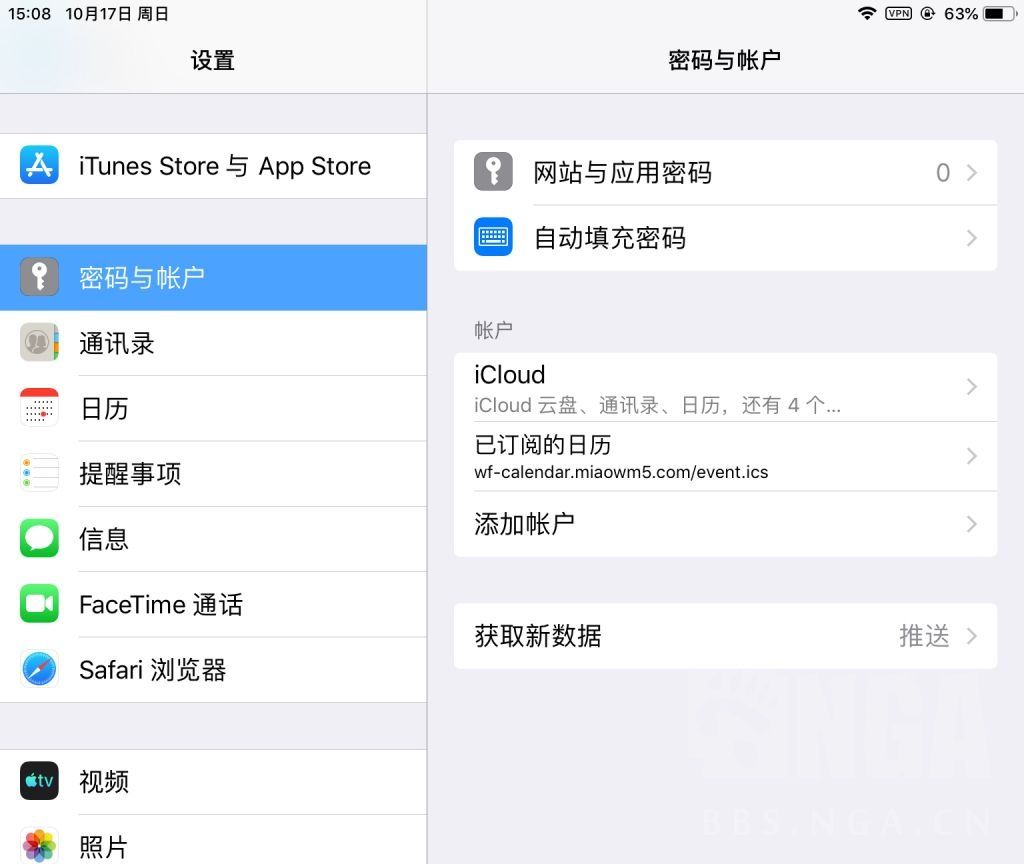 15:08 10月17日 周日
VPN 63%
设置
iTunes Store 与 App Store
密码与帐户
通讯录
日历
提醒事项
信息
FaceTime 通话
Safari 浏览器
tv
视频
照片
密码与帐户
网站与应用密码 0
自动填充密码
帐户
iCloud
iCloud 云盘、通讯录、日历，还有 4 个...
已订阅的日历
wf-calendar.miaowm5.com/event.ics
添加帐户
获取新数据 推送
NGA
BBS.NGA.CN